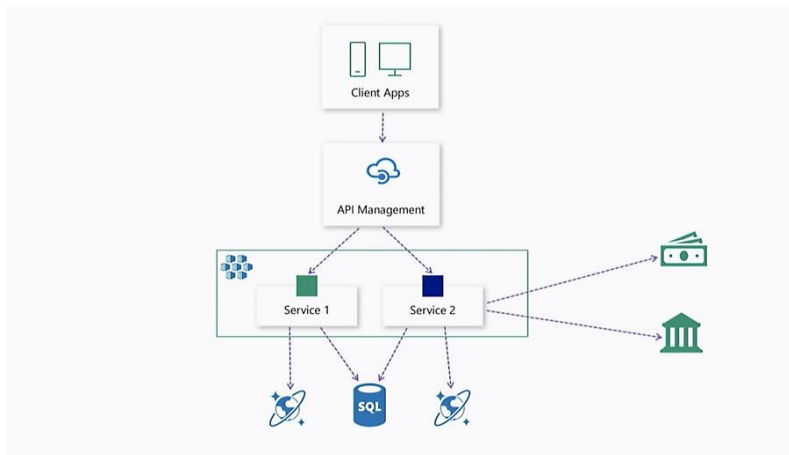 Client Apps
API Management
Service 1
Service 2
SQL